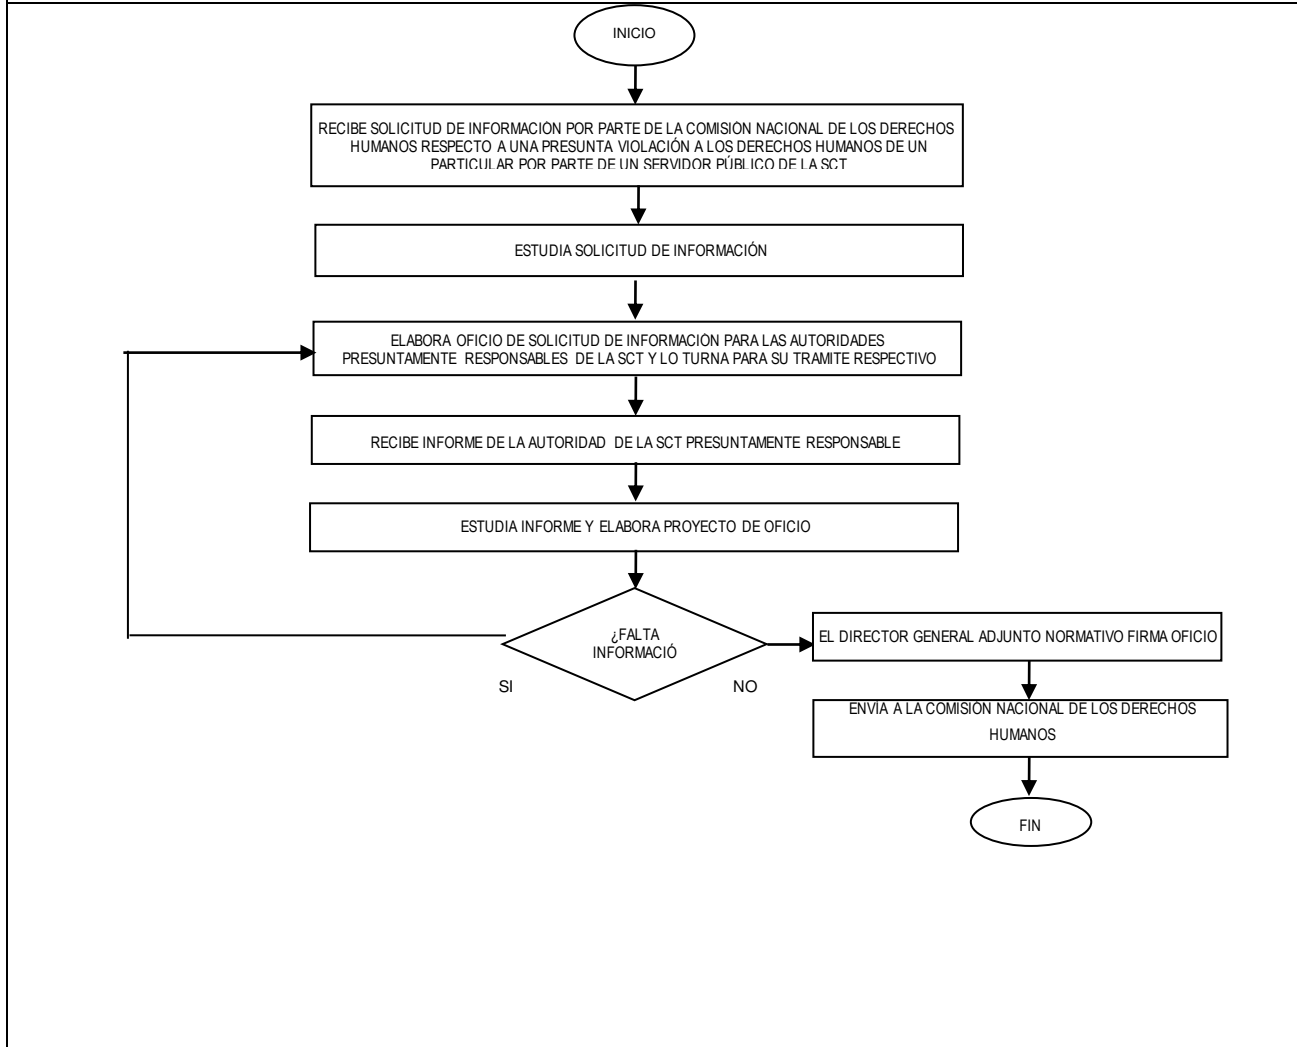 INICIO
RECIBE SOLICITUD DE INFORMACIÓN POR PARTE DE LA COMISIÓN NACIONAL DE LOS DERECHOS
HUMANOS RESPECTO A UNA PRESUNTA VIOLACIÓN A LOS DERECHOS HUMANOS DE UN
PARTICULAR POR PARTE DE UN SERVIDOR PÚBLICO DE LA SCT
ESTUDIA SOLICITUD DE INFORMACIÓN
ELABORA OFICIO DE SOLICITUD DE INFORMACIÓN PARA LAS AUTORIDADES
PRESUNTAMENTE RESPONSABLES DE LA SCT Y LO TURNA PARA SU TRAMITE RESPECTIVO
RECIBE INFORME DE LA AUTORIDAD DE LA SCT PRESUNTAMENTE RESPONSABLE
ESTUDIA INFORME Y ELABORA PROYECTO DE OFICIO
¿FALTA
INFORMACIÓ
SI
NO
EL DIRECTOR GENERAL ADJUNTO NORMATIVO FIRMA OFICIO
ENVÍA A LA COMISIÓN NACIONAL DE LOS DERECHOS
HUMANOS
FIN